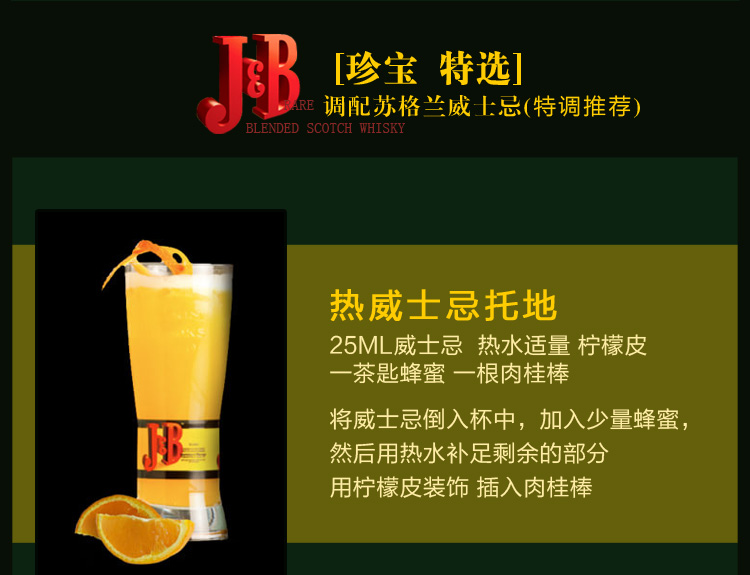 J&B
[珍宝 特选]
RARE
调配苏格兰威士忌(特调推荐)
BLENDED SCOTCH WHISKY
热威士忌托地
25ML威士忌 热水适量 柠檬皮
一茶匙蜂蜜 一根肉桂棒
将威士忌倒入杯中，加入少量蜂蜜，
然后用热水补足剩余的部分
用柠檬皮装饰 插入肉桂棒
J&B